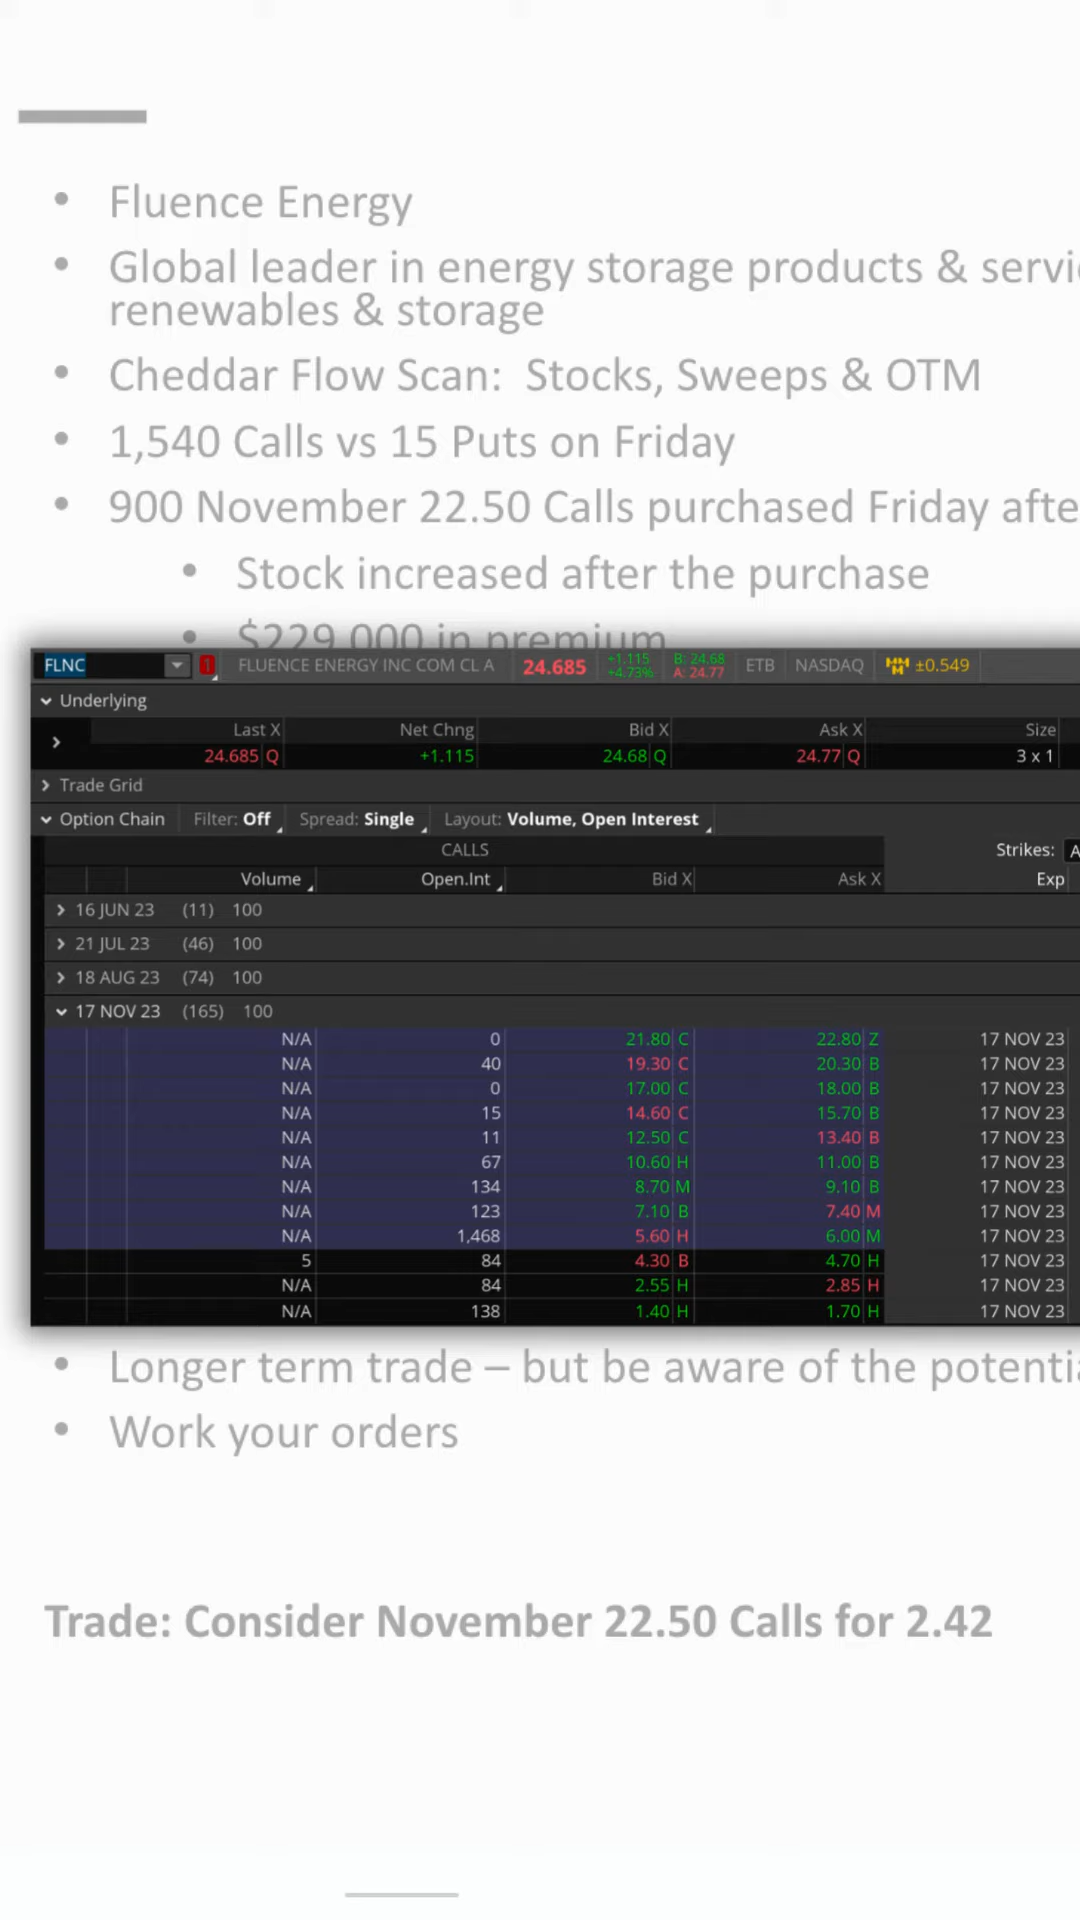 • Fluence Energy
• Global leader in energy storage products &
renewables & storage
• Cheddar Flow Scan: Stocks, Sweeps & OTM
• 1,540 Calls vs 15 Puts on Friday
• 900 November 22.50 Calls purchased Friday
• Stock increased after the purchase
• $229,000 in premium
FLNC 1 FLUENCE ENERGY INC COM CL A 24.685 +1.115 +4.73% B: 24.68 A: 24.77 ETB NASDAQ ±0.549
Underlying
Last X Net Chng Bid X Ask X Size
24.685 Q +1.115 24.68 Q 24.77 Q 3 x 1
Trade Grid
Option Chain Filter: Off Spread: Single Layout: Volume, Open Interest
CALLS Strikes:
Volume Open.Int Bid X Ask X Exp
16 JUN 23 (11) 100
21 JUL 23 (46) 100
18 AUG 23 (74) 100
17 NOV 23 (165) 100
N/A 0 21.80 C 22.80 Z 17 NOV 23
N/A 40 19.30 C 20.30 B 17 NOV 23
N/A 0 17.00 C 18.00 B 17 NOV 23
N/A 15 14.60 C 15.70 B 17 NOV 23
N/A 11 12.50 C 13.40 B 17 NOV 23
N/A 67 10.60 H 11.00 B 17 NOV 23
N/A 134 8.70 M 9.10 B 17 NOV 23
N/A 123 7.10 B 7.40 M 17 NOV 23
N/A 1,468 5.60 H 6.00 M 17 NOV 23
5 84 4.30 B 4.70 H 17 NOV 23
N/A 84 2.55 H 2.85 H 17 NOV 23
N/A 138 1.40 H 1.70 H 17 NOV 23
• Longer term trade – but be aware of the
• Work your orders
Trade: Consider November 22.50 Calls for 2.42